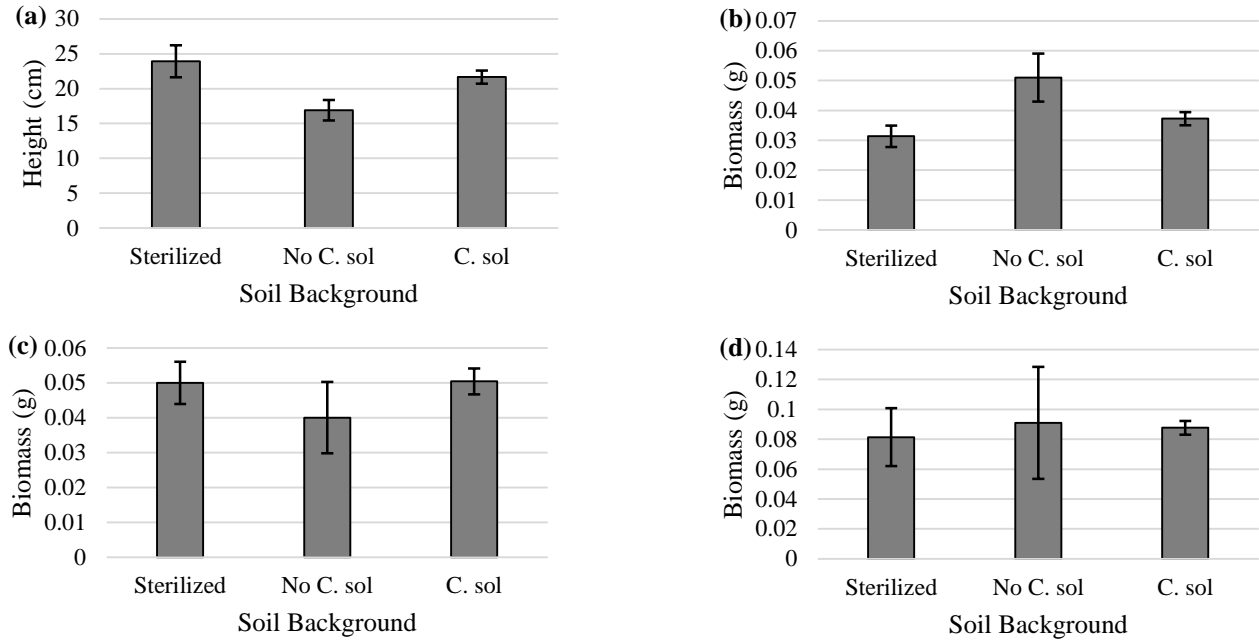 (a)
30
25
20
15
10
5
0
Height (cm)
Sterilized No C. sol C. sol
Soil Background
(b)
0.07
0.06
0.05
0.04
0.03
0.02
0.01
0
Biomass (g)
Sterilized No C. sol C. sol
Soil Background
(c)
0.06
0.05
0.04
0.03
0.02
0.01
0
Biomass (g)
Sterilized No C. sol C. sol
Soil Background
(d)
0.14
0.12
0.1
0.08
0.06
0.04
0.02
0
Biomass (g)
Sterilized No C. sol C. sol
Soil Background